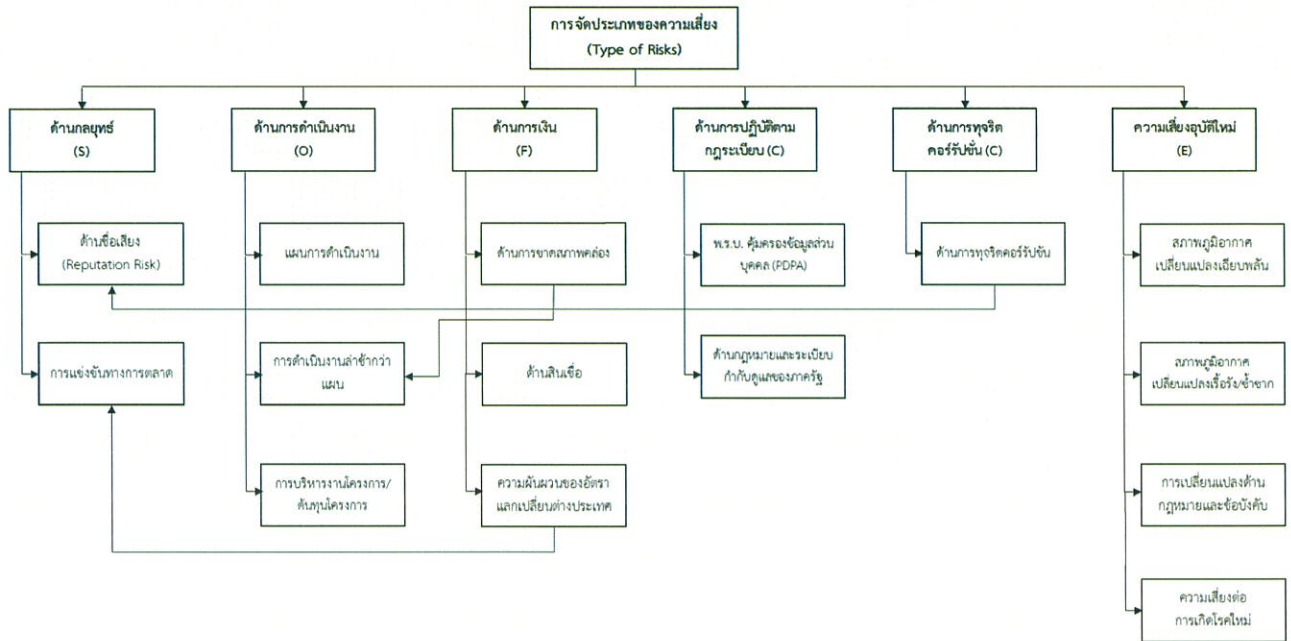 การจัดประเภทของความเสี่ยง
(Type of Risks)
ด้านกลยุทธ์
(S)
ด้านการดำเนินงาน
(O)
ด้านการเงิน
(F)
ด้านการปฏิบัติตาม
กฎระเบียบ (C)
ด้านการทุจริต
คอร์รัปชั่น (C)
ความเสี่ยงอุบัติใหม่
(E)
ด้านชื่อเสียง
(Reputation Risk)
แผนการดำเนินงาน
ด้านการขาดสภาพคล่อง
พ.ร.บ. คุ้มครองข้อมูลส่วน
บุคคล (PDPA)
ด้านการทุจริตคอร์รัปชัน
สภาพภูมิอากาศ
เปลี่ยนแปลงเฉียบพลัน
การแข่งขันทางการตลาด
การดำเนินงานล่าช้ากว่า
แผน
ด้านสินเชื่อ
ด้านกฎหมายและระเบียบ
กำกับดูแลของภาครัฐ
สภาพภูมิอากาศ
เปลี่ยนแปลงเรื้อรัง/ซ้ำซาก
การบริหารงานโครงการ/
ต้นทุนโครงการ
ความผันผวนของอัตรา
แลกเปลี่ยนต่างประเทศ
การเปลี่ยนแปลงด้าน
กฎหมายและข้อบังคับ
ความเสี่ยงต่อ
การเกิดโรคใหม่